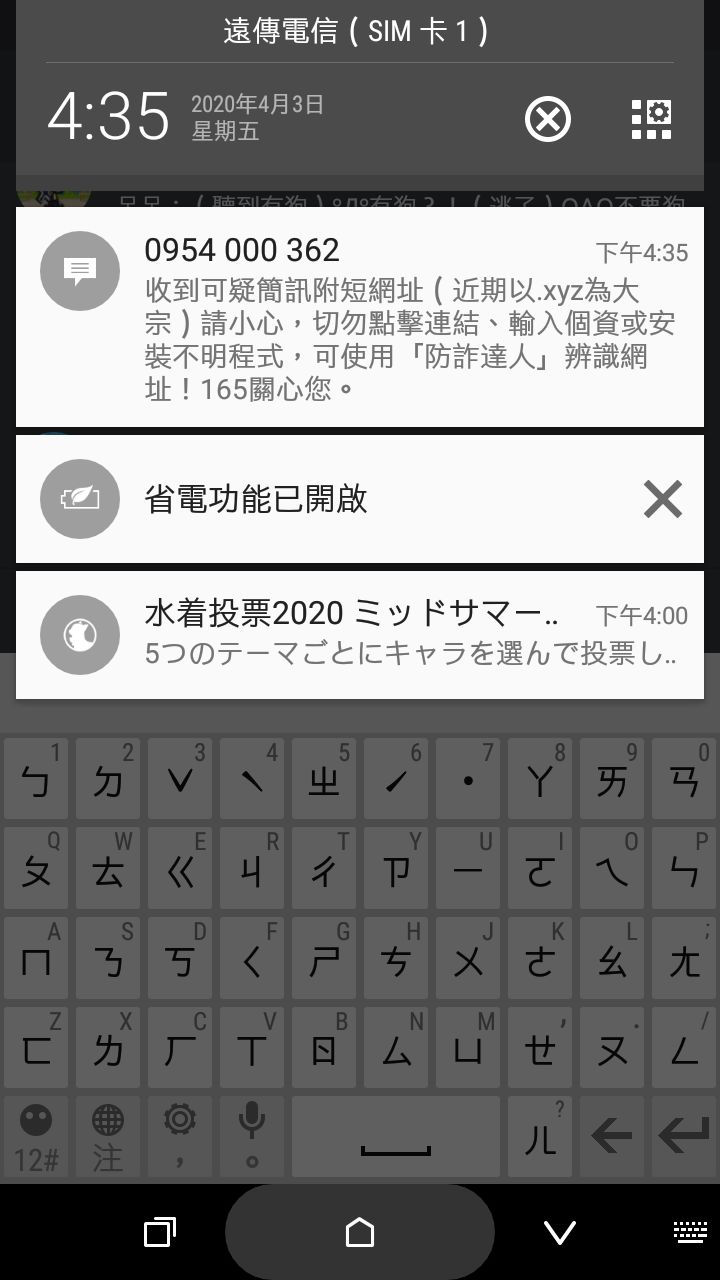 遠傳電信 ( SIM 卡 1 )
4:35
2020年4月3日
星期五
0954 000 362
下午4:35
收到可疑簡訊附短網址 ( 近期以.xyz為大
宗 ) 請小心，切勿點擊連結、輸入個資或安
裝不明程式，可使用「防詐達人」辨識網
址！165關心您。
省電功能已開啟
水着投票2020 ミッドサマー..
下午4:00
5つのテーマごとにキャラを選んで投票し..
1 2 3 4 5 6 7 8 9 0
ㄅ ㄉ ˇ ˋ ㄓ ˊ ˙ ㄚ ㄞ ㄢ
Q W E R T Y U I O P
ㄆ ㄊ ㄍ ㄐ ㄔ ㄗ ㄧ ㄛ ㄟ ㄣ
A S D F G H J K L ;
ㄇ ㄋ ㄎ ㄑ ㄕ ㄘ ㄨ ㄜ ㄠ ㄤ
Z X C V B N M , . /
ㄈ ㄌ ㄏ ㄒ ㄖ ㄙ ㄩ ㄝ ㄡ ㄥ
?
12# 注 ， 。 ㄦ